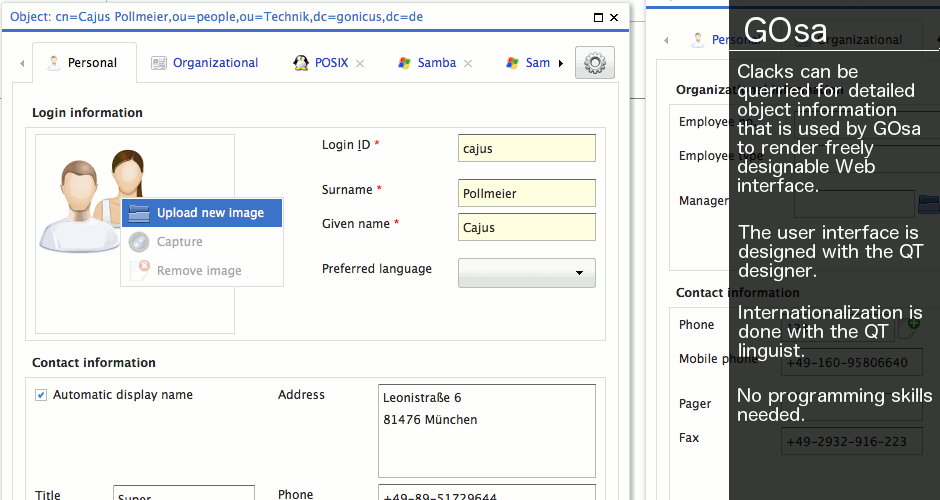 Object: cn=Cajus Pollmeier,ou=people,ou=Technik,dc=gonicus,dc=de
Personal
Organizational
POSIX
Samba
Sam
Login information
Login ID *
cajus
Surname *
Pollmeier
Given name *
Cajus
Preferred language
Upload new image
Capture
Remove image
Contact information
Automatic display name
Address
Leonistraße 6
81476 München
Title
Super
Phone
+49-89-51729644
Personal
Organizational
Employee
Employee type
Manager
Contact information
Phone
Mobile phone
+49-160-95806640
Pager
Fax
+49-2932-916-223
GOsa
Clacks can be
querried for detailed
object information
that is used by GOsa
to render freely
designable Web
interface.
The user interface is
designed with the QT
designer.
Internationalization is
done with the QT
linguist.
No programming skills
needed.